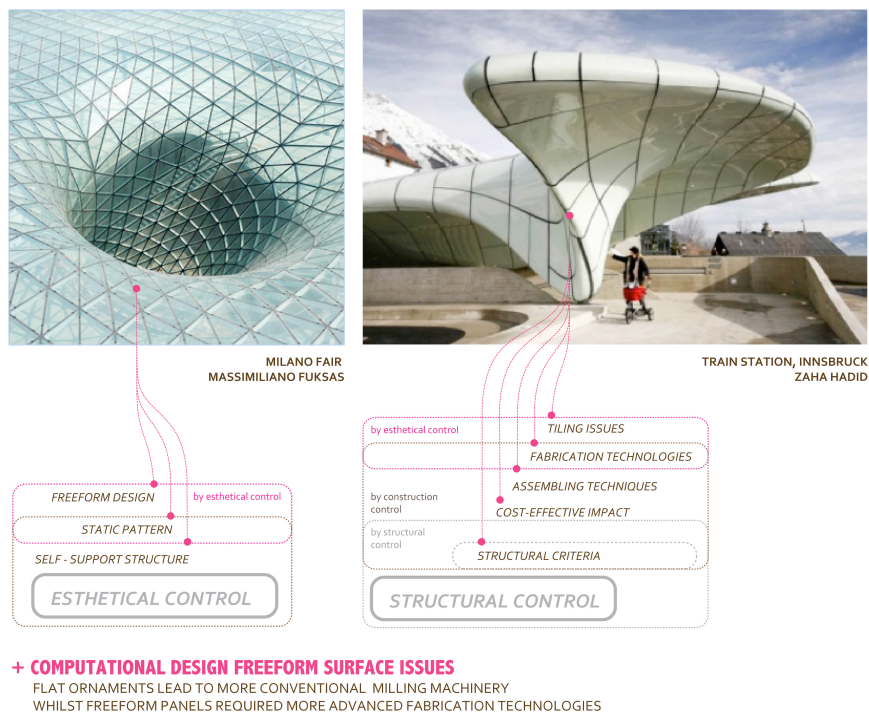 MILANO FAIR
MASSIMILIANO FUKSAS
TRAIN STATION, INNSBRUCK
ZAHA HADID
FREEFORM DESIGN
by esthetical control
STATIC PATTERN
SELF - SUPPORT STRUCTURE
ESTHETICAL CONTROL
by esthetical control
TILING ISSUES
FABRICATION TECHNOLOGIES
ASSEMBLING TECHNIQUES
by construction
control
COST-EFFECTIVE IMPACT
by structural
control
STRUCTURAL CRITERIA
STRUCTURAL CONTROL
+ COMPUTATIONAL DESIGN FREEFORM SURFACE ISSUES
FLAT ORNAMENTS LEAD TO MORE CONVENTIONAL MILLING MACHINERY
WHILST FREEFORM PANELS REQUIRED MORE ADVANCED FABRICATION TECHNOLOGIES